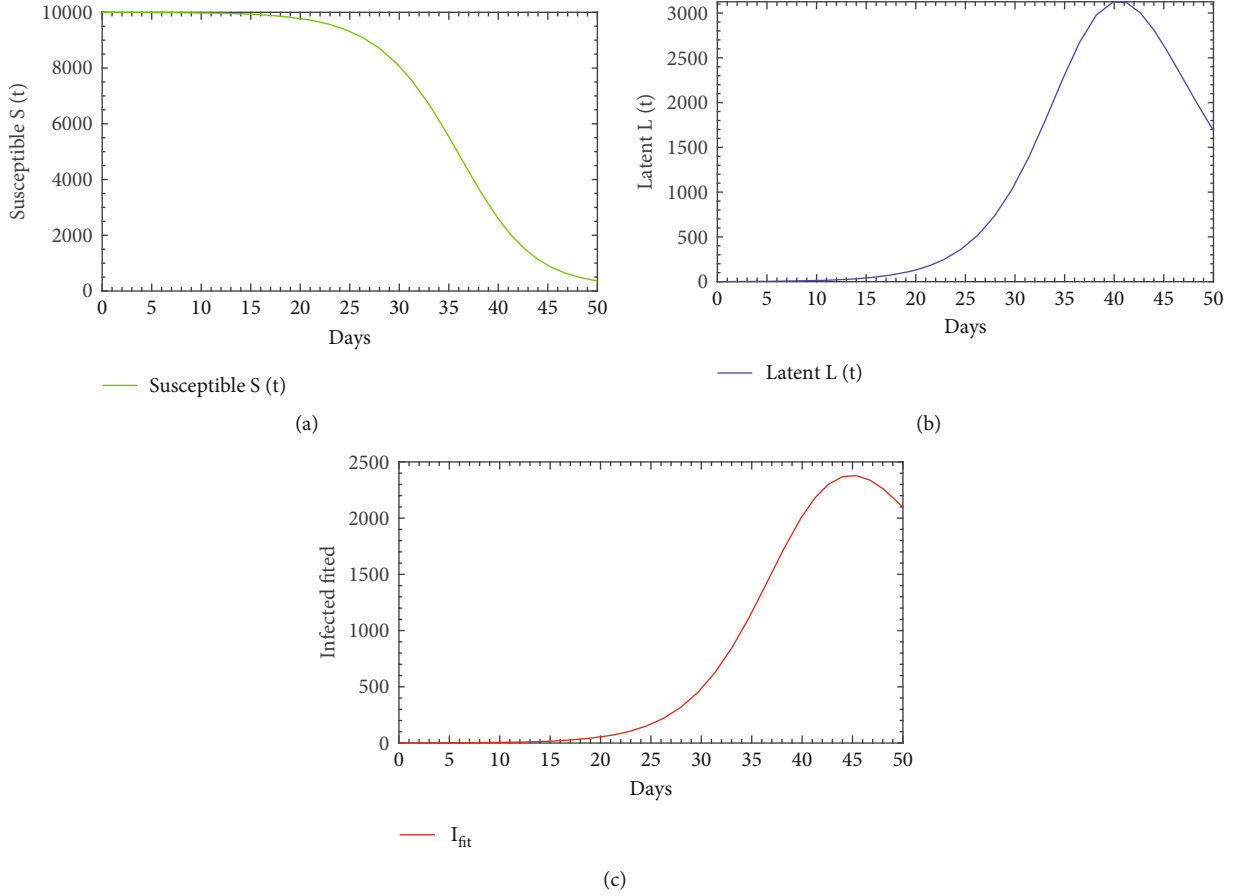 10000
8000
6000
4000
2000
0
Susceptible S (t)
0 5 10 15 20 25 30 35 40 45 50
Days
Susceptible S (t)
(a)
3000
2500
2000
1500
1000
500
0
Latent L (t)
0 5 10 15 20 25 30 35 40 45 50
Days
Latent L (t)
(b)
2500
2000
1500
1000
500
0
Infected fited
0 5 10 15 20 25 30 35 40 45 50
Days
I_fit
(c)